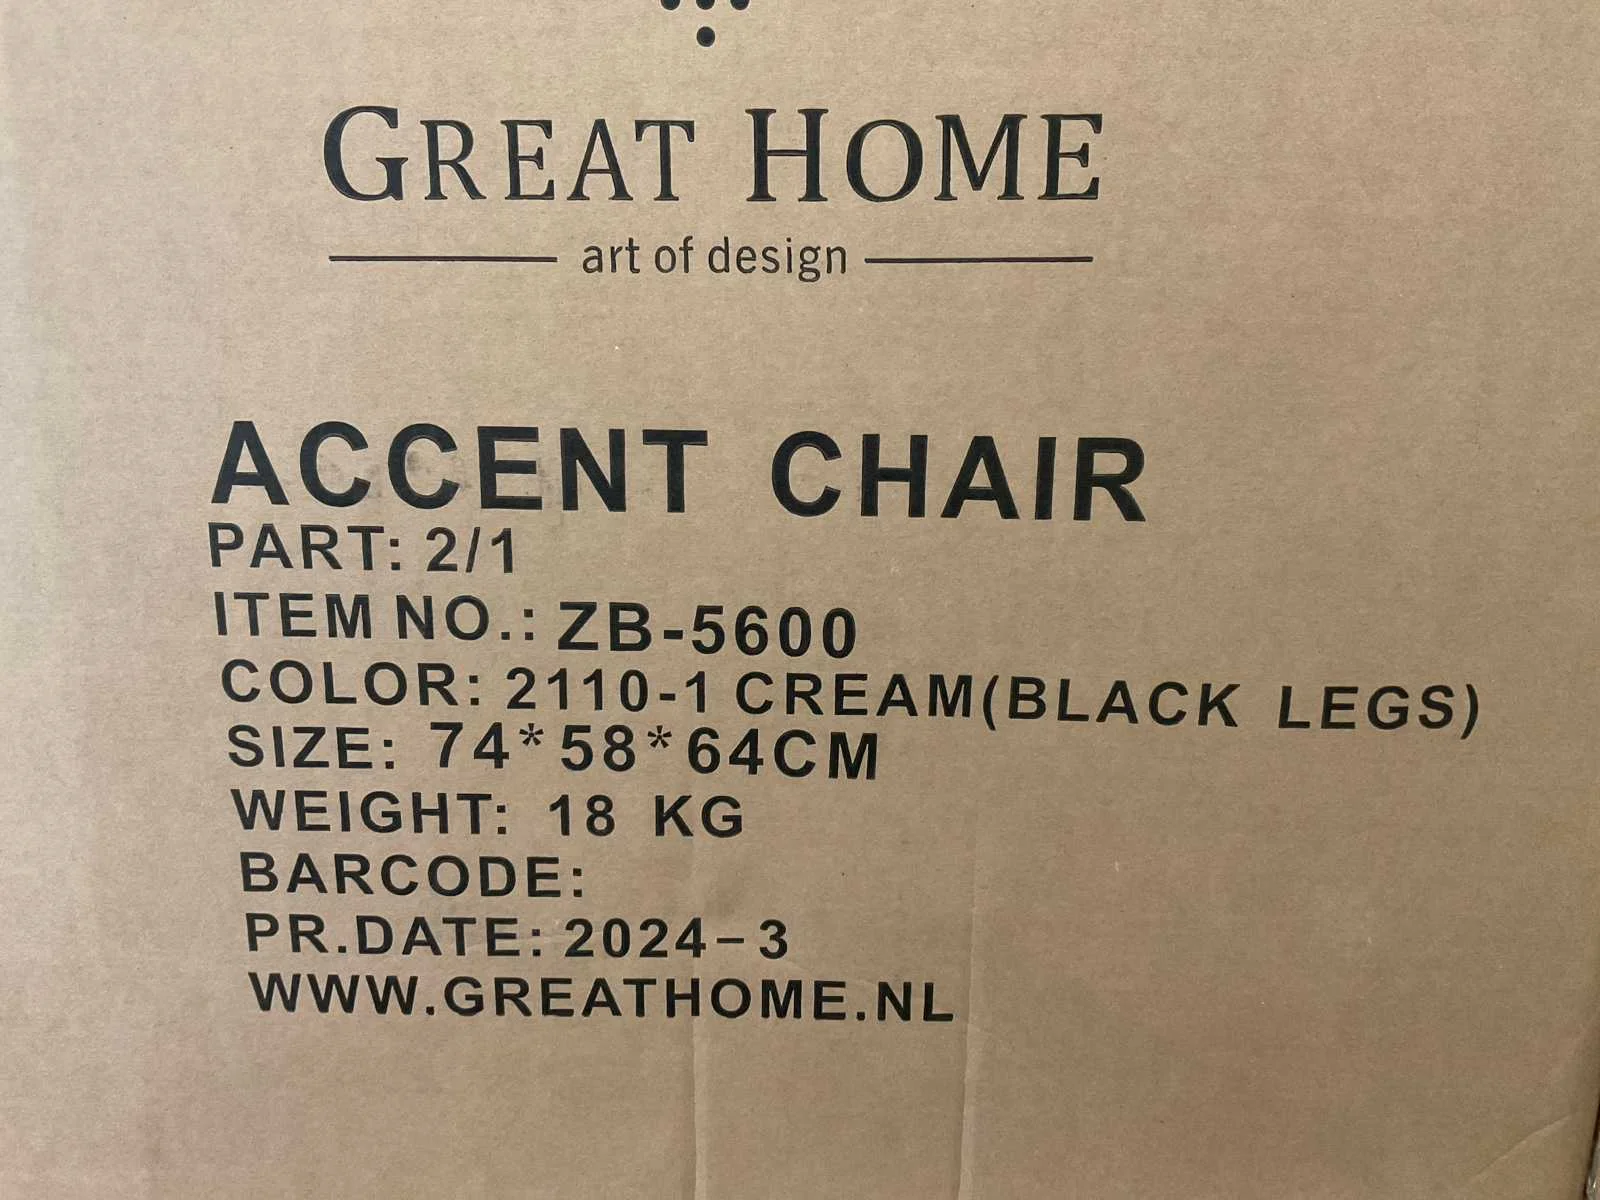 GREAT HOME
art of design
ACCENT CHAIR
PART: 2/1
ITEM NO.: ZB-5600
COLOR: 2110-1 CREAM(BLACK LEGS)
SIZE: 74*58*64CM
WEIGHT: 18 KG
BARCODE:
PR.DATE: 2024-3
WWW.GREATHOME.NL